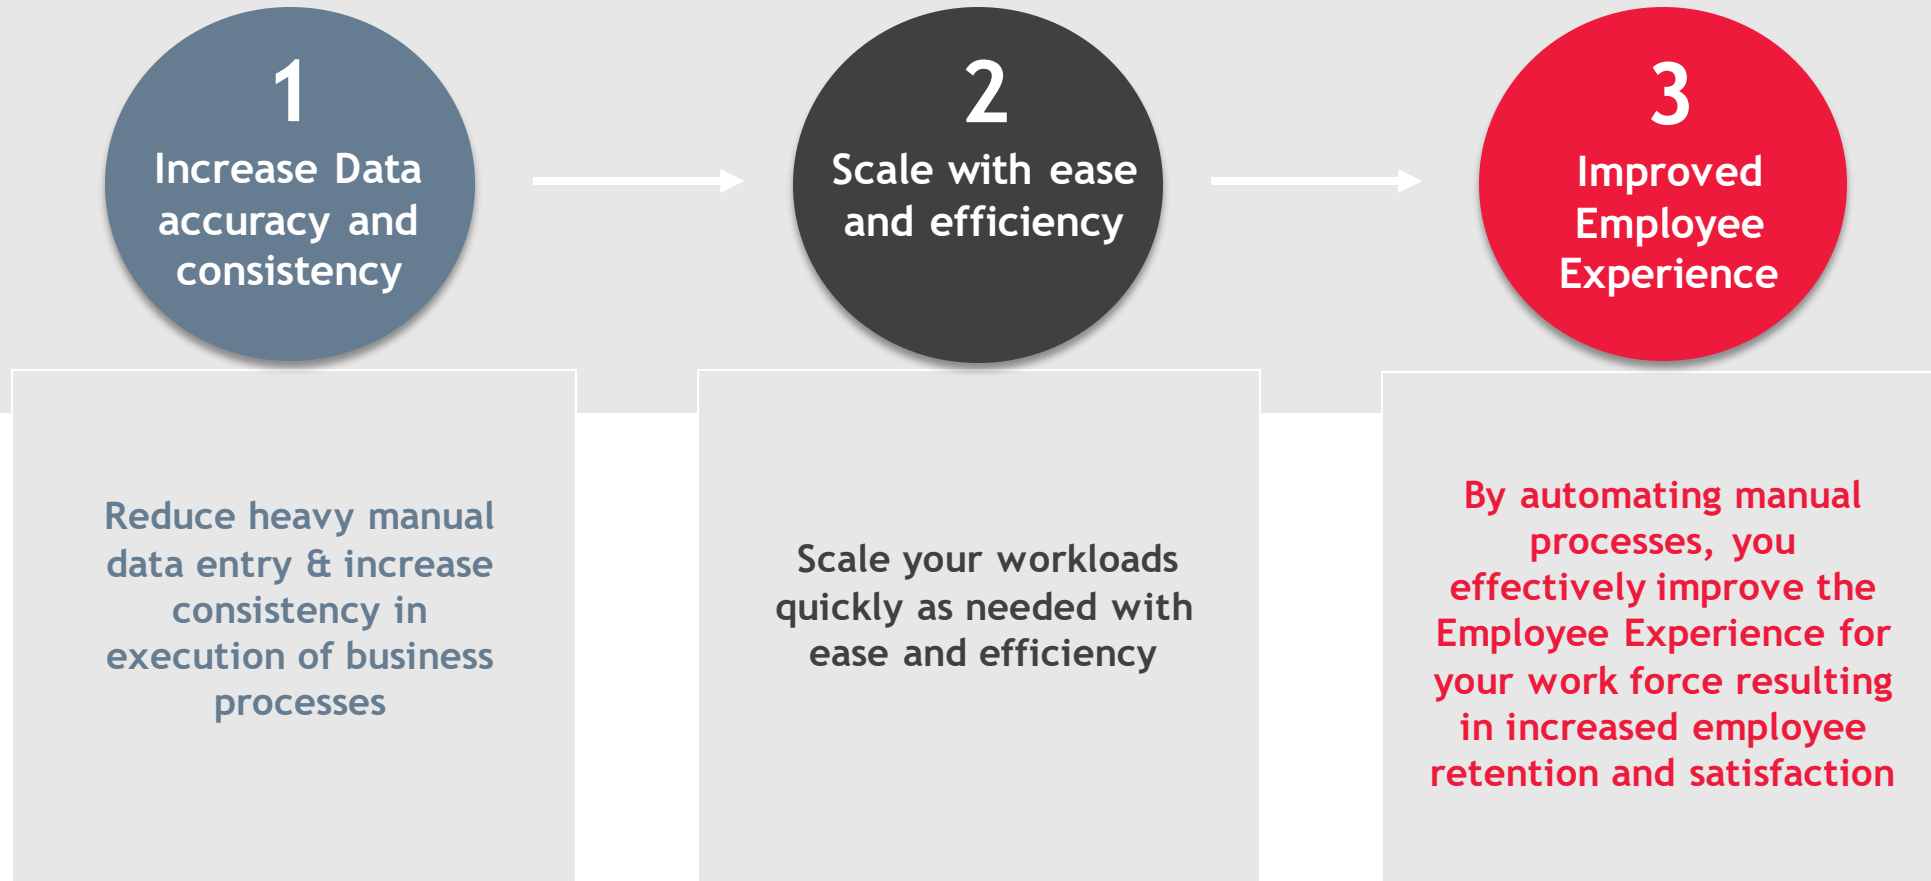 1
Increase Data
accuracy and
consistency
2
Scale with ease
and efficiency
3
Improved
Employee
Experience
Reduce heavy manual
data entry & increase
consistency in
execution of business
processes
Scale your workloads
quickly as needed with
ease and efficiency
By automating manual
processes, you
effectively improve the
Employee Experience for
your work force resulting
in increased employee
retention and satisfaction